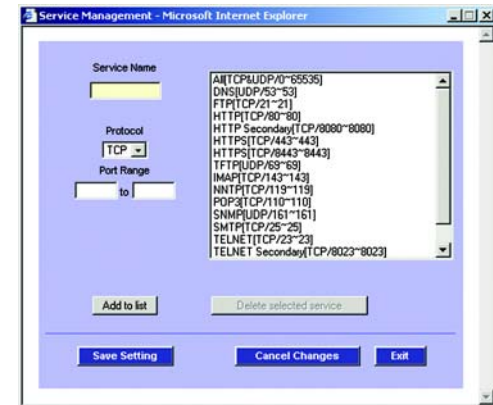 Service Management - Microsoft Internet Explorer
Service Name
Protocol
TCP
Port Range
to
All[TCP&UDP/0~65535]
DNS[UDP/53~53]
FTP[TCP/21~21]
HTTP[TCP/80~80]
HTTP Secondary[TCP/8080~8080]
HTTPS[TCP/443~443]
HTTPS[TCP/8443~8443]
TFTP[UDP/69~69]
IMAP[TCP/143~143]
NNTP[TCP/119~119]
POP3[TCP/110~110]
SNMP[UDP/161~161]
SMTP[TCP/25~25]
TELNET[TCP/23~23]
TELNET Secondary[TCP/8023~8023]
Add to list
Delete selected service
Save Setting
Cancel Changes
Exit